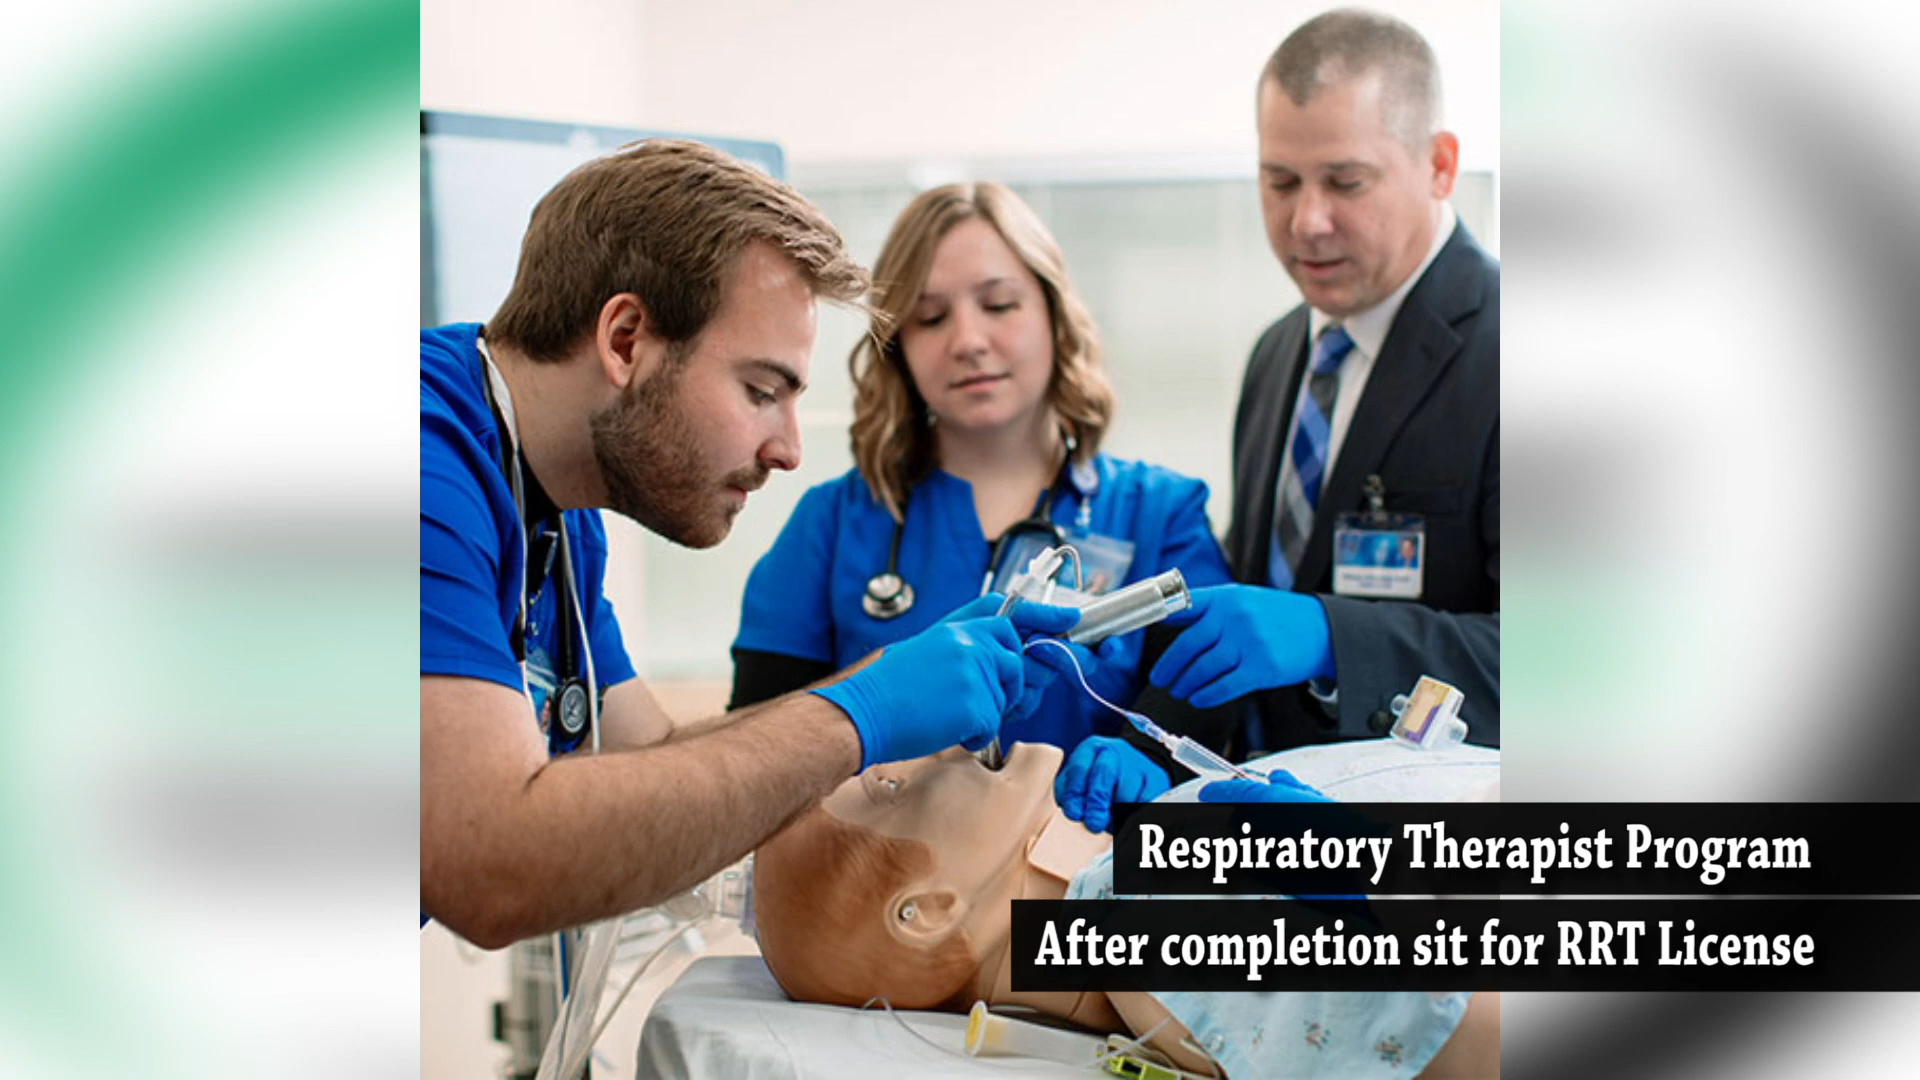 Respiratory Therapist Program
After completion sit for RRT License